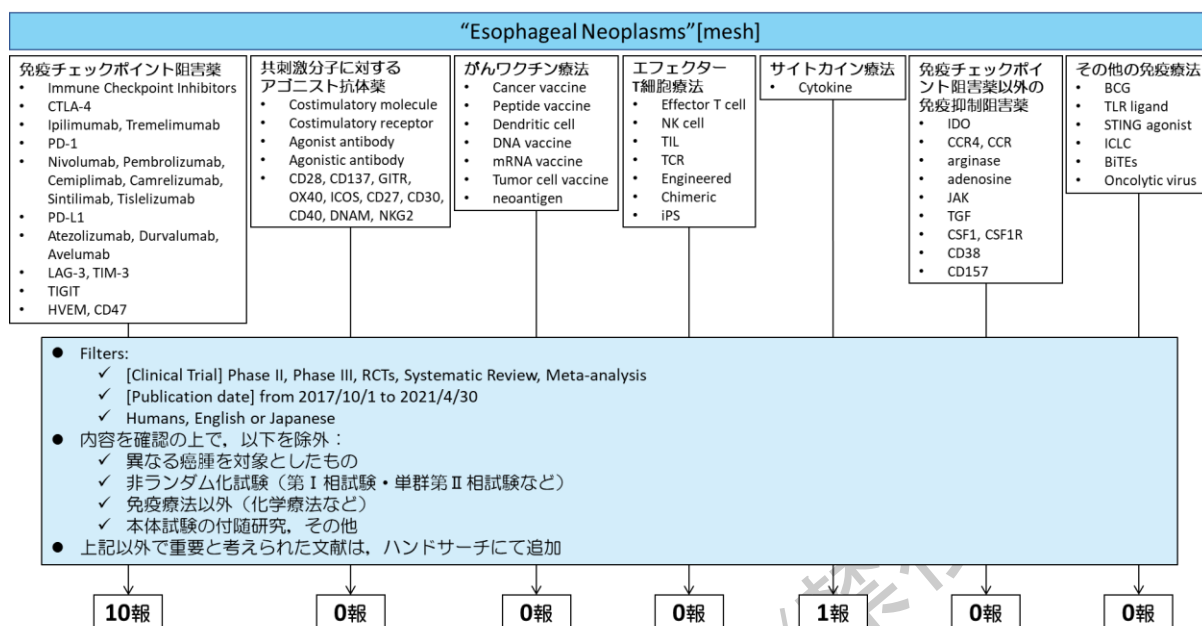 “Esophageal Neoplasms”[mesh]
免疫チェックポイント阻害薬
• Immune Checkpoint Inhibitors
• CTLA-4
• Ipilimumab, Tremelimumab
• PD-1
• Nivolumab, Pembrolizumab,
Cemiplimab, Camrelizumab,
Sintilimab, Tislelizumab
• PD-L1
• Atezolizumab, Durvalumab,
Avelumab
• LAG-3, TIM-3
• TIGIT
• HVEM, CD47
共刺激分子に対する
アゴニスト抗体薬
• Costimulatory molecule
• Costimulatory receptor
• Agonist antibody
• Agonistic antibody
• CD28, CD137, GITR,
OX40, ICOS, CD27, CD30,
CD40, DNAM, NKG2
がんワクチン療法
• Cancer vaccine
• Peptide vaccine
• Dendritic cell
• DNA vaccine
• mRNA vaccine
• Tumor cell vaccine
• neoantigen
エフェクター
T細胞療法
• Effector T cell
• NK cell
• TIL
• TCR
• Engineered
• Chimeric
• iPS
サイトカイン療法
• Cytokine
免疫チェックポイ
ント阻害薬以外の
免疫抑制阻害薬
• IDO
• CCR4, CCR
• arginase
• adenosine
• JAK
• TGF
• CSF1, CSF1R
• CD38
• CD157
その他の免疫療法
• BCG
• TLR ligand
• STING agonist
• ICLC
• BiTEs
• Oncolytic virus
● Filters:
✓ [Clinical Trial] Phase II, Phase III, RCTs, Systematic Review, Meta-analysis
✓ [Publication date] from 2017/10/1 to 2021/4/30
✓ Humans, English or Japanese
● 内容を確認の上で，以下を除外：
✓ 異なる癌腫を対象としたもの
✓ 非ランダム化試験（第Ⅰ相試験・単群第Ⅱ相試験など）
✓ 免疫療法以外（化学療法など）
✓ 本体試験の付随研究，その他
● 上記以外で重要と考えられた文献は，ハンドサーチにて追加
10報
0報
0報
0報
1報
0報
0報